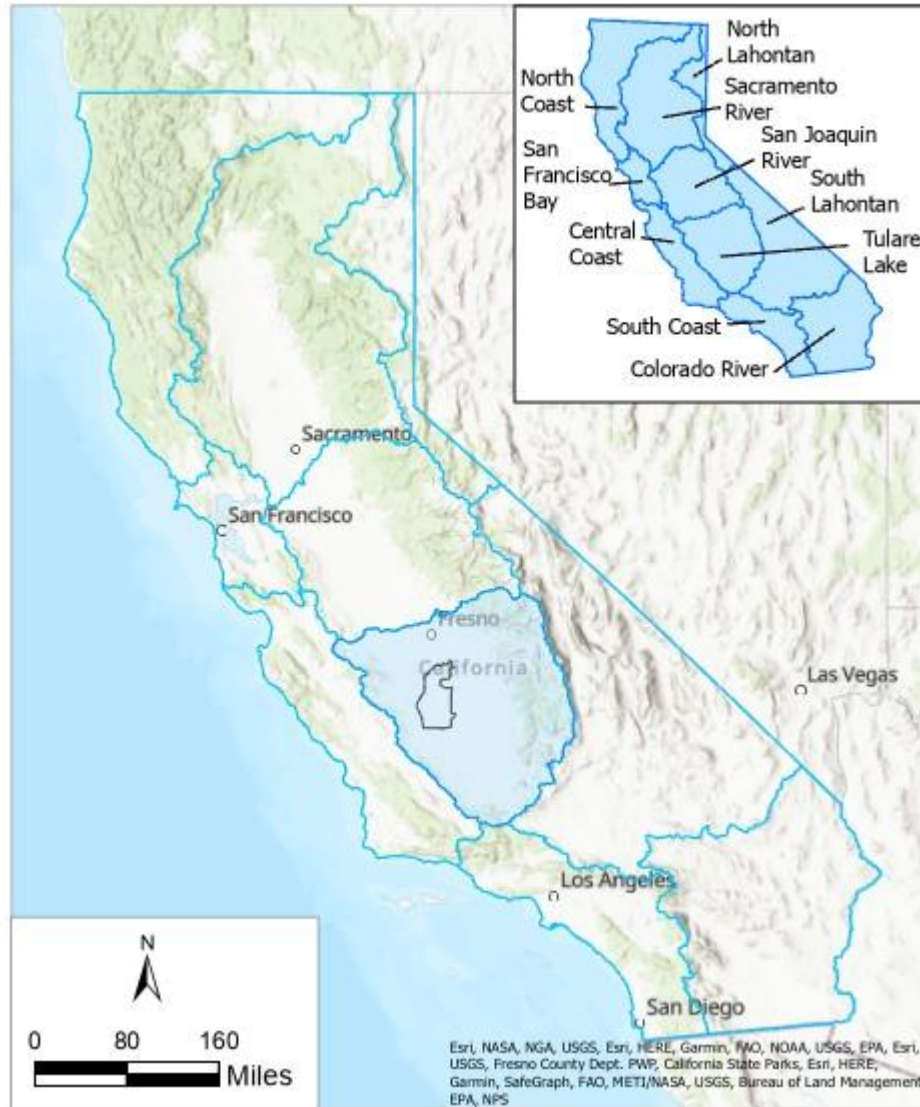 North
Lahontan
North
Coast
Sacramento
River
San Joaquin
River
San
Francisco
Bay
South
Lahontan
Central
Coast
Tulare
Lake
South Coast
Colorado River
Sacramento
San Francisco
Fresno
California
Las Vegas
Los Angeles
San Diego
N
0 80 160
Miles
Esri, NASA, NGA, USGS, Esri, HERE, Garmin, FAO, NOAA, USGS, EPA, Esri,
USGS, Fresno County Dept. PWP, California State Parks, Esri, HERE,
Garmin, SafeGraph, FAO, METI/NASA, USGS, Bureau of Land Management,
EPA, NPS